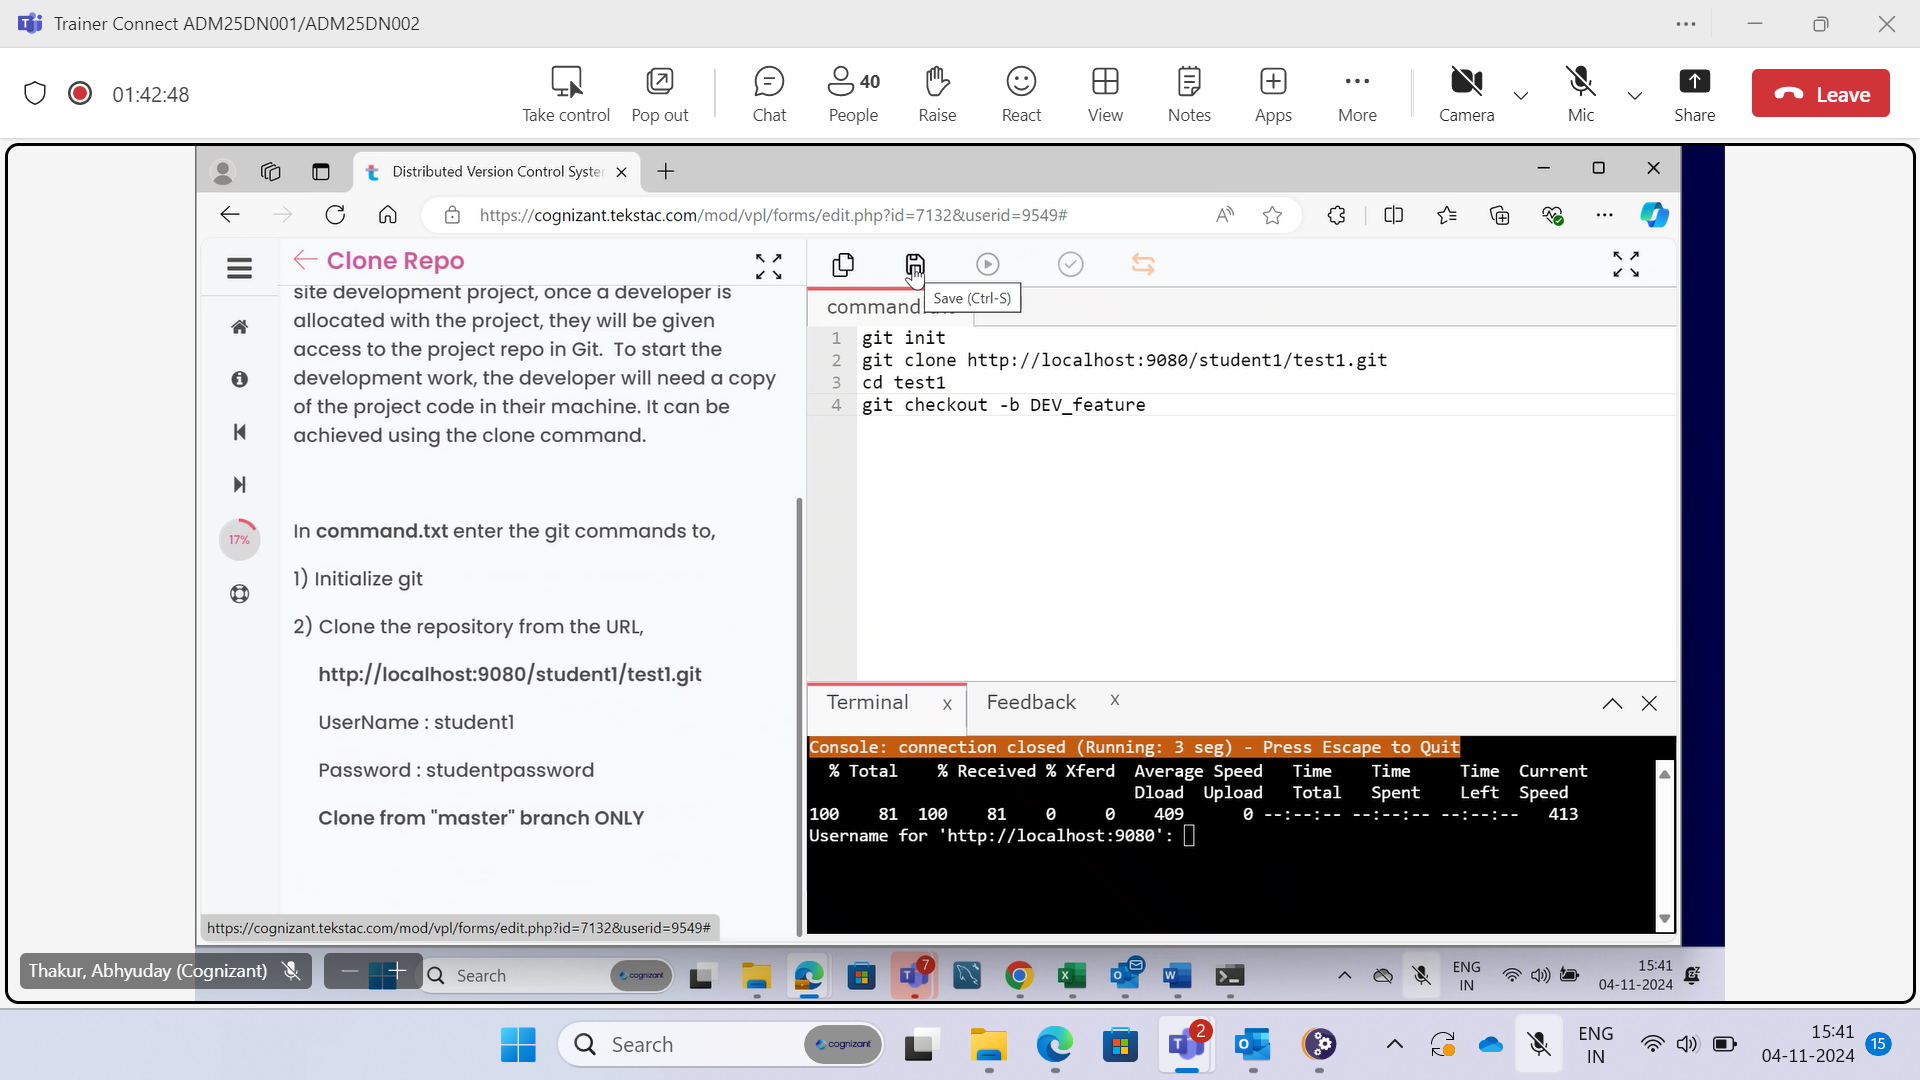 Trainer Connect ADM25DN001/ADM25DN002
01:42:48
Take control
Pop out
Chat
40
People
Raise
React
View
Notes
Apps
More
Camera
Mic
Share
Leave
Distributed Version Control Syste
https://cognizant.tekstac.com/mod/vpl/forms/edit.php?id=7132&userid=9549#
Clone Repo
site development project, once a developer is
allocated with the project, they will be given
access to the project repo in Git. To start the
development work, the developer will need a copy
of the project code in their machine. It can be
achieved using the clone command.
17%
In command.txt enter the git commands to,
1) Initialize git
2) Clone the repository from the URL,
http://localhost:9080/student1/test1.git
UserName : student1
Password : studentpassword
Clone from "master" branch ONLY
https://cognizant.tekstac.com/mod/vpl/forms/edit.php?id=7132&userid=9549#
command
Save (Ctrl-S)
1 git init
2 git clone http://localhost:9080/student1/test1.git
3 cd test1
4 git checkout -b DEV_feature
Terminal x
Feedback x
Console: connection closed (Running: 3 seg) - Press Escape to Quit
% Total % Received % Xferd Average Speed Time Time Time Current
Dload Upload Total Spent Left Speed
100 81 100 81 0 0 409 0 --:--:-- --:--:-- --:--:-- 413
Username for 'http://localhost:9080':
Thakur, Abhyuday (Cognizant)
Search
cognizant
7
ENG
IN
15:41
04-11-2024
Search
cognizant
2
ENG
IN
15:41
04-11-2024
15